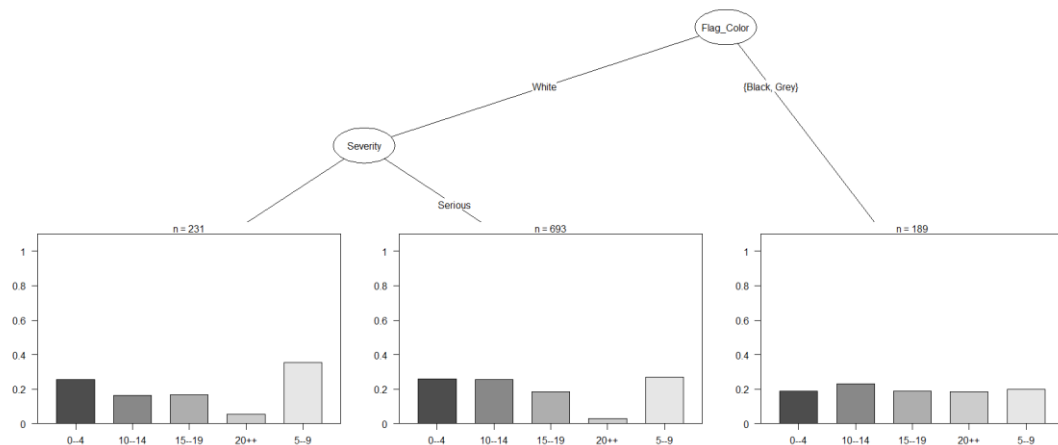 Flag_Color
White
{Black, Grey}
Severity
Serious
n = 231
1
0.8
0.6
0.4
0.2
0
0--4 10--14 15--19 20++ 5--9
n = 693
1
0.8
0.6
0.4
0.2
0
0--4 10--14 15--19 20++ 5--9
n = 189
1
0.8
0.6
0.4
0.2
0
0--4 10--14 15--19 20++ 5--9